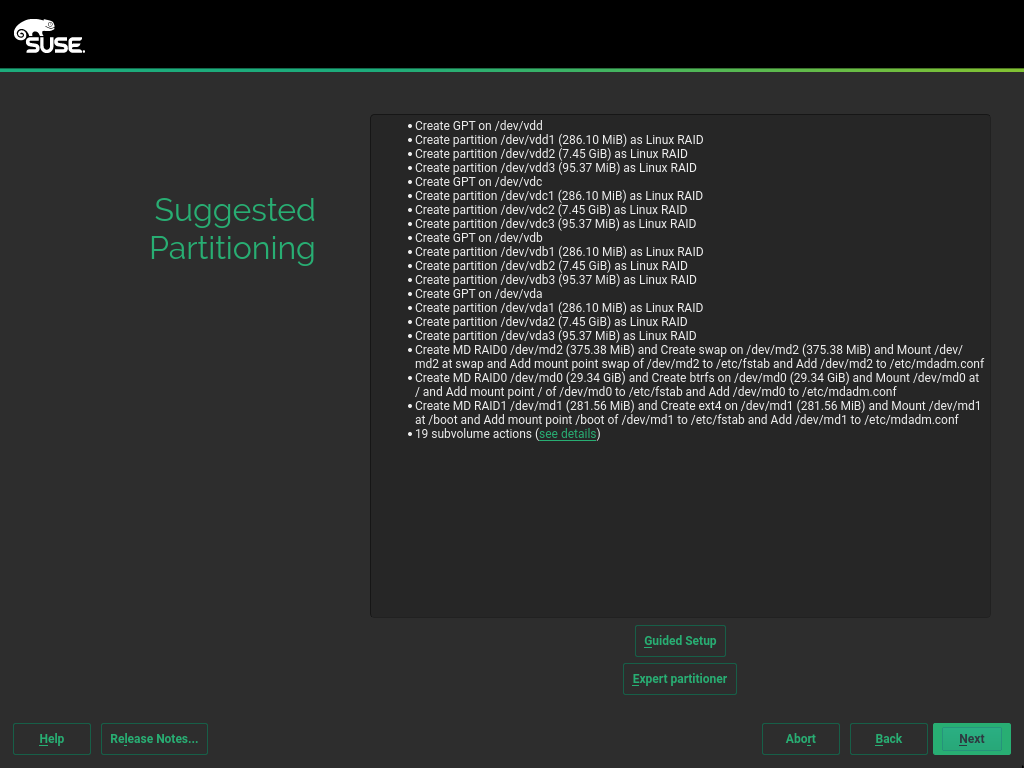 SUSE.
Suggested
Partitioning
• Create GPT on /dev/vdd
• Create partition /dev/vdd1 (286.10 MiB) as Linux RAID
• Create partition /dev/vdd2 (7.45 GiB) as Linux RAID
• Create partition /dev/vdd3 (95.37 MiB) as Linux RAID
• Create GPT on /dev/vdc
• Create partition /dev/vdc1 (286.10 MiB) as Linux RAID
• Create partition /dev/vdc2 (7.45 GiB) as Linux RAID
• Create partition /dev/vdc3 (95.37 MiB) as Linux RAID
• Create GPT on /dev/vdb
• Create partition /dev/vdb1 (286.10 MiB) as Linux RAID
• Create partition /dev/vdb2 (7.45 GiB) as Linux RAID
• Create partition /dev/vdb3 (95.37 MiB) as Linux RAID
• Create GPT on /dev/vda
• Create partition /dev/vda1 (286.10 MiB) as Linux RAID
• Create partition /dev/vda2 (7.45 GiB) as Linux RAID
• Create partition /dev/vda3 (95.37 MiB) as Linux RAID
• Create MD RAID0 /dev/md2 (375.38 MiB) and Create swap on /dev/md2 (375.38 MiB) and Mount /dev/
md2 at swap and Add mount point swap of /dev/md2 to /etc/fstab and Add /dev/md2 to /etc/mdadm.conf
• Create MD RAID0 /dev/md0 (29.34 GiB) and Create btrfs on /dev/md0 (29.34 GiB) and Mount /dev/md0 at
/ and Add mount point / of /dev/md0 to /etc/fstab and Add /dev/md0 to /etc/mdadm.conf
• Create MD RAID1 /dev/md1 (281.56 MiB) and Create ext4 on /dev/md1 (281.56 MiB) and Mount /dev/md1
at /boot and Add mount point /boot of /dev/md1 to /etc/fstab and Add /dev/md1 to /etc/mdadm.conf
• 19 subvolume actions (see details)
Guided Setup
Expert partitioner
Help
Release Notes...
Abort
Back
Next